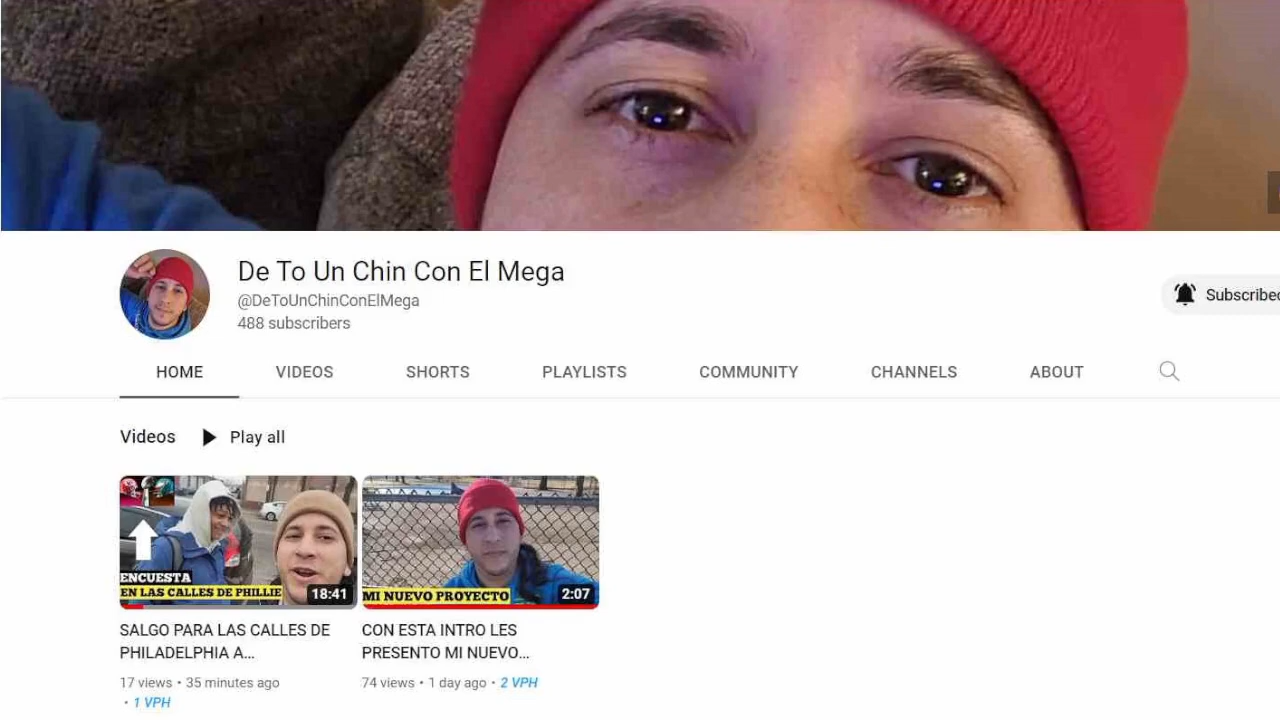 De To Un Chin Con El Mega
@DeToUnChinConElMega
488 subscribers
Subscribed
HOME VIDEOS SHORTS PLAYLISTS COMMUNITY CHANNELS ABOUT
Videos Play all
ENCUESTA
EN LAS CALLES DE PHILLIE 18:41
MI NUEVO PROYECTO 2:07
SALGO PARA LAS CALLES DE
PHILADELPHIA A...
17 views • 35 minutes ago
• 1 VPH
CON ESTA INTRO LES
PRESENTO MI NUEVO...
74 views • 1 day ago • 2 VPH